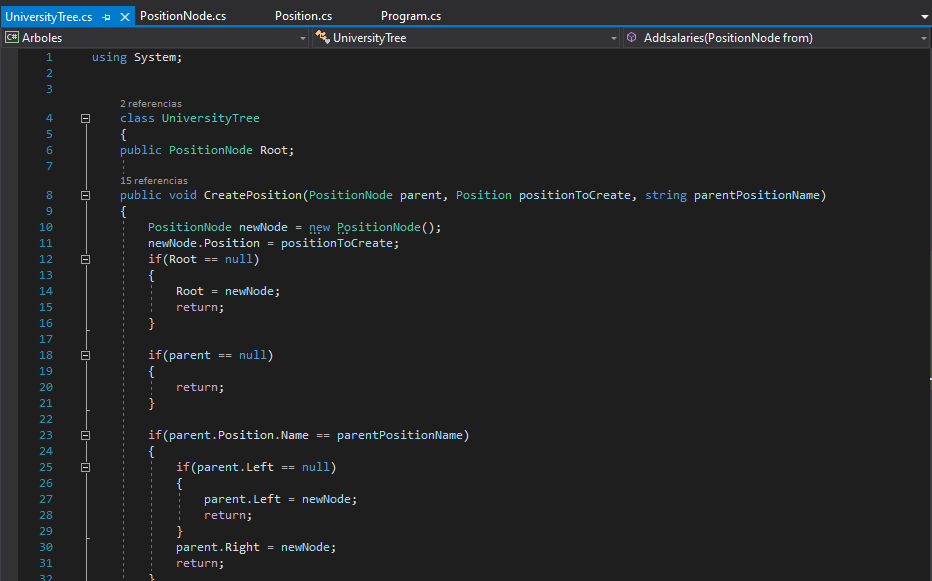 UniversityTree.cs PositionNode.cs Position.cs Program.cs
C# Arboles UniversityTree Addsalaries(PositionNode from)
1 using System;
2
3
2 referencias
4 class UniversityTree
5 {
6 public PositionNode Root;
7
15 referencias
8 public void CreatePosition(PositionNode parent, Position positionToCreate, string parentPositionName)
9 {
10 PositionNode newNode = new PositionNode();
11 newNode.Position = positionToCreate;
12 if(Root == null)
13 {
14 Root = newNode;
15 return;
16 }
17
18 if(parent == null)
19 {
20 return;
21 }
22
23 if(parent.Position.Name == parentPositionName)
24 {
25 if(parent.Left == null)
26 {
27 parent.Left = newNode;
28 return;
29 }
30 parent.Right = newNode;
31 return;
32 }